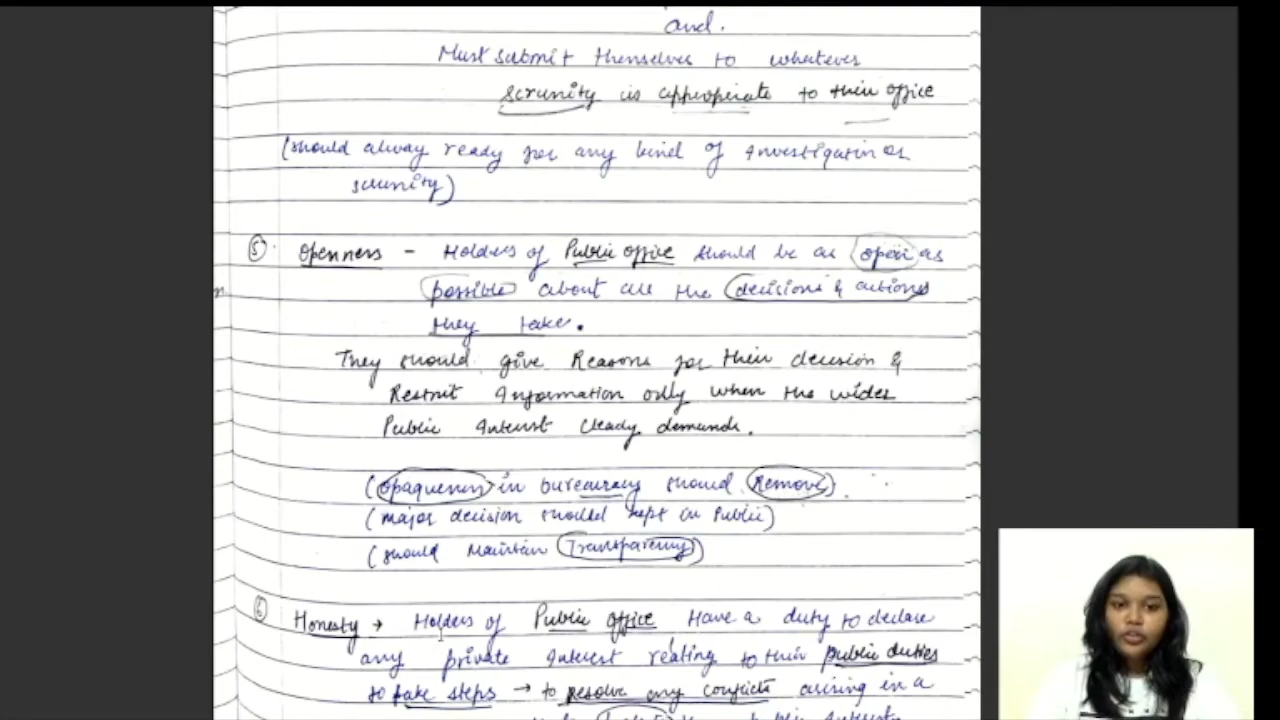 and.
Must submit themselves to whatever
scrunity is appropriate to their office
(should alway ready for any kind of Investigation or
scrunity)
⑤ Openness - Holders of Public office should be as open as
possible about all the decisions & actions
they take.
They should give Reasons for their decision &
Restrict Information only when the wider
Public Interest clearly demands.
(opaqueness in bureucracy should Remove)
(major decision should kept in Public)
(should Maintain Transparency)
⑥ Honesty → Holders of Public office Have a duty to declare
any private Interest relating to their public duties
to take steps → to resolve any conflicts arising in a